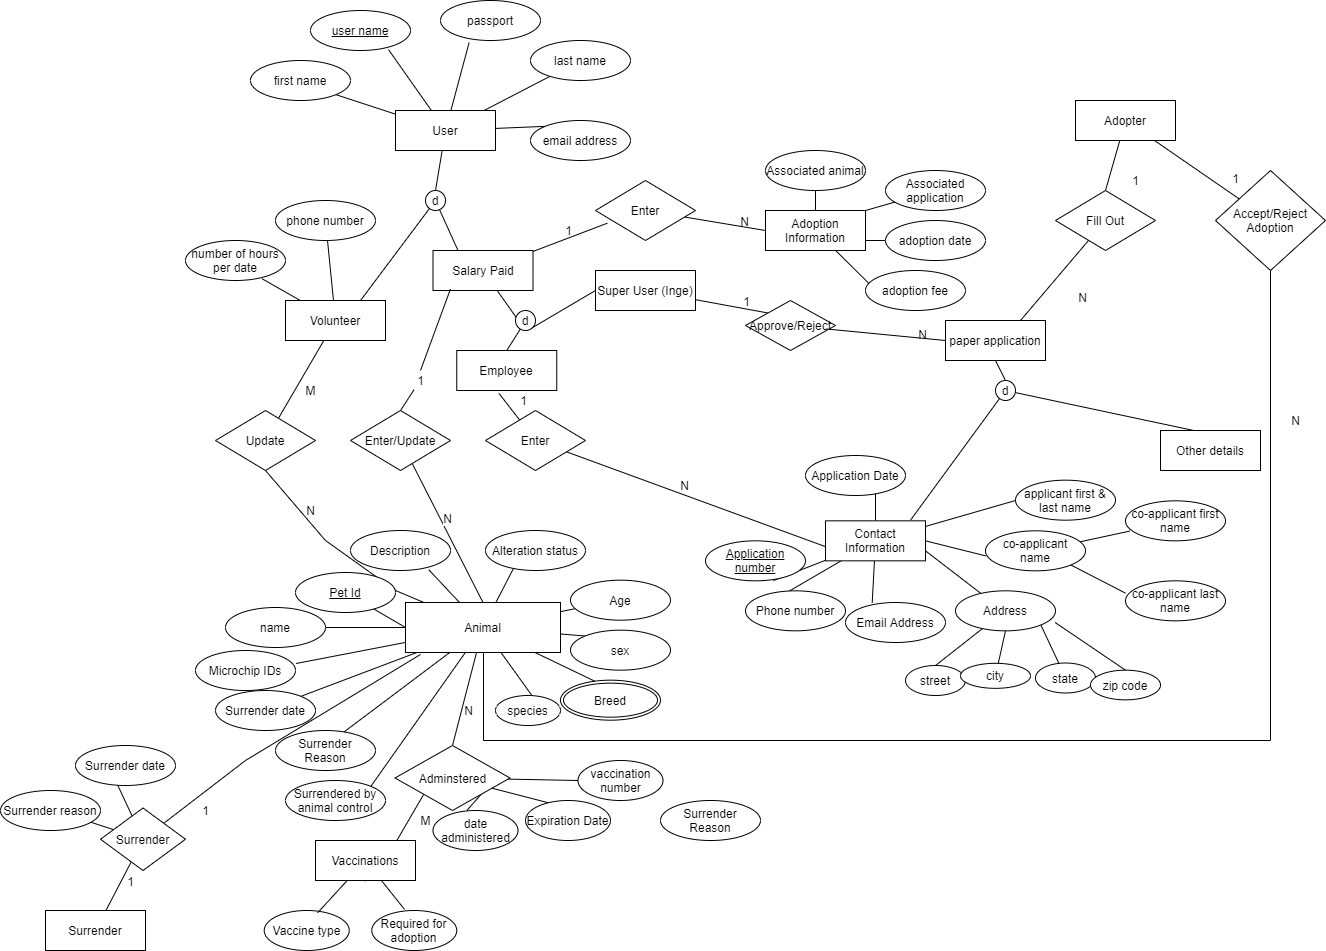 user name
passport
first name
last name
User
email address
Adopter
d
Associated animal
Associated
application
Enter
1
N
Adoption
Information
adoption date
adoption fee
1
Fill Out
1
Accept/Reject
Adoption
phone number
number of hours
per date
Volunteer
Salary Paid
Super User (Inge)
1
Approve/Reject
N
N
paper application
d
Employee
d
Other details
M
1
1
N
Update
Enter/Update
Enter
N
Application Date
applicant first &
last name
co-applicant first
name
N
N
Contact
Information
co-applicant
name
Application
number
co-applicant last
name
Phone number
Email Address
Address
street
city
state
zip code
Description
Alteration status
Pet Id
Age
name
Animal
sex
Microchip IDs
Surrender date
species
Breed
N
Surrender
Reason
Surrendered by
animal control
Adminstered
vaccination
number
Expiration Date
date
administered
M
Surrender
Reason
Surrender date
Surrender reason
1
Surrender
1
Surrender
Vaccinations
Vaccine type
Required for
adoption